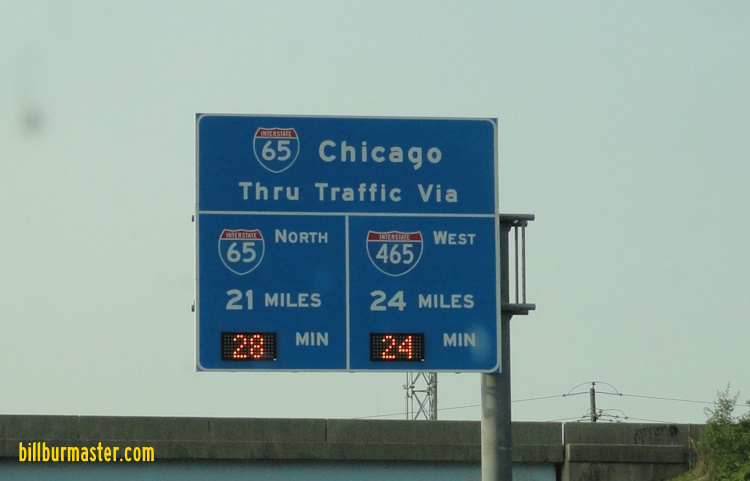 INTERSTATE
65 Chicago
Thru Traffic Via
INTERSTATE
65 NORTH
21 MILES
28 MIN
INTERSTATE
465 WEST
24 MILES
24 MIN
billburmaster.com